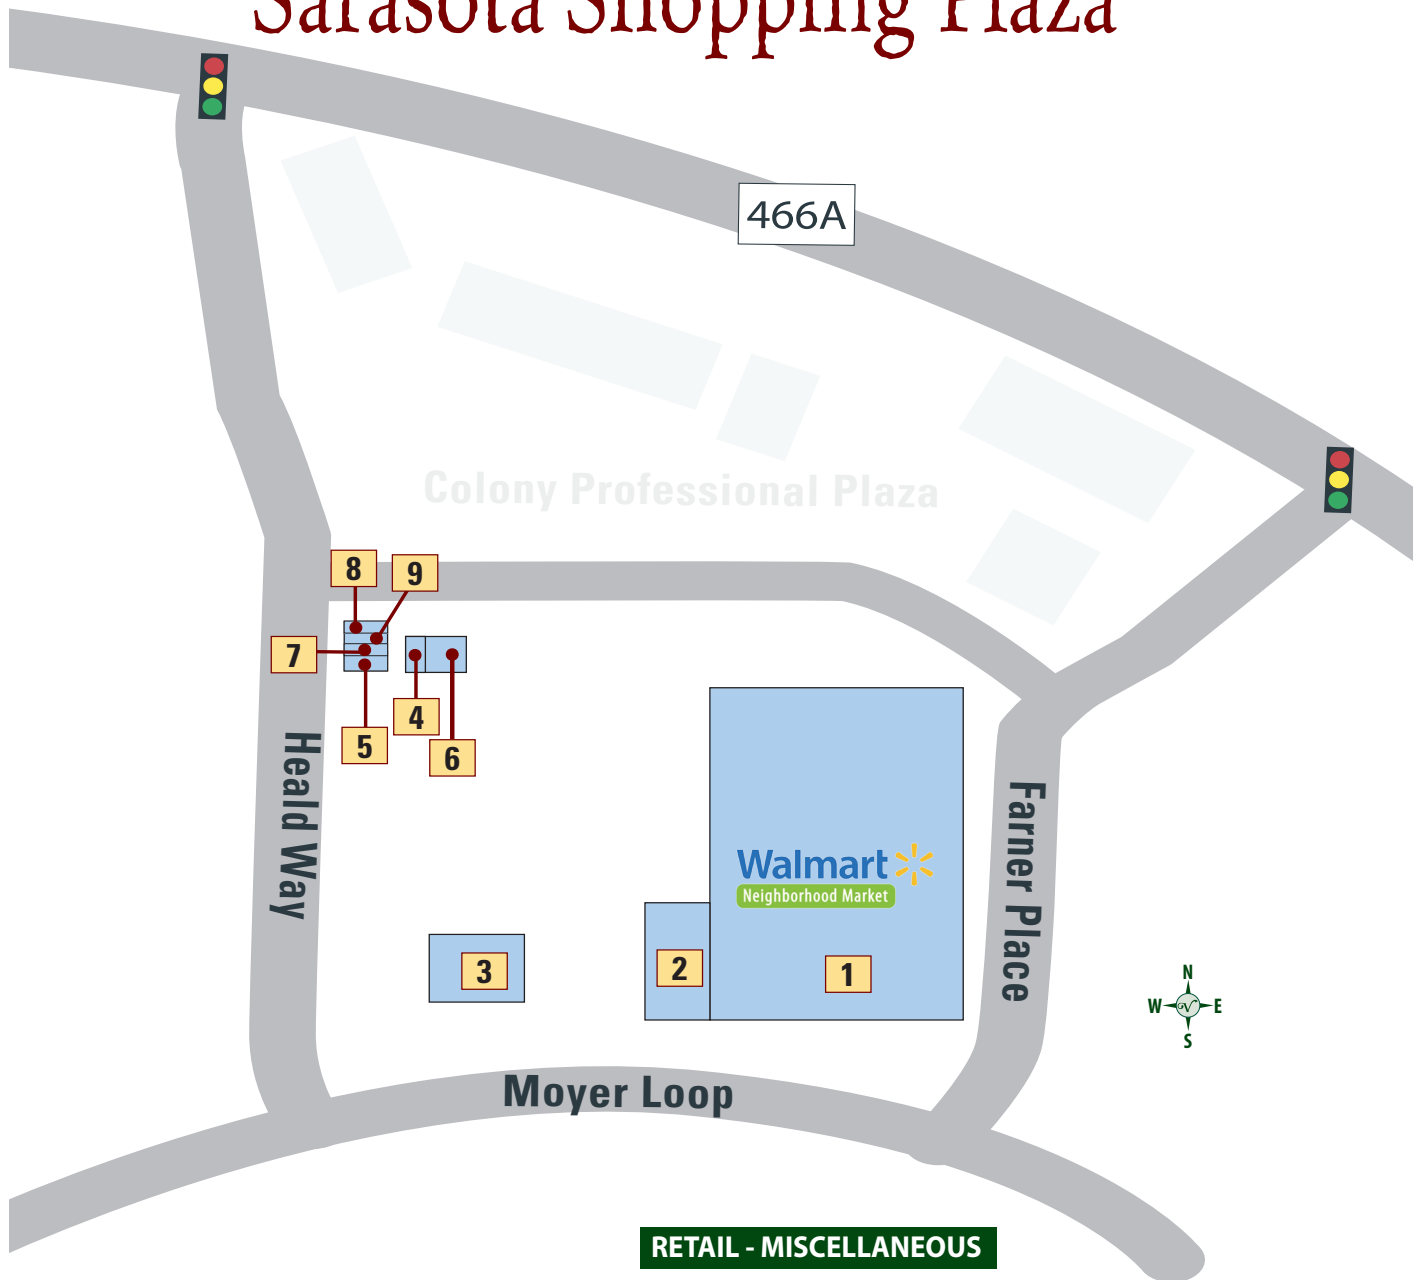 Sarasota Shopping Plaza
466A
Colony Professional Plaza
8
9
7
4
5
6
Heald Way
Farner Place
Walmart
Neighborhood Market
3
2
1
N
W
E
S
Moyer Loop
RETAIL - MISCELLANEOUS